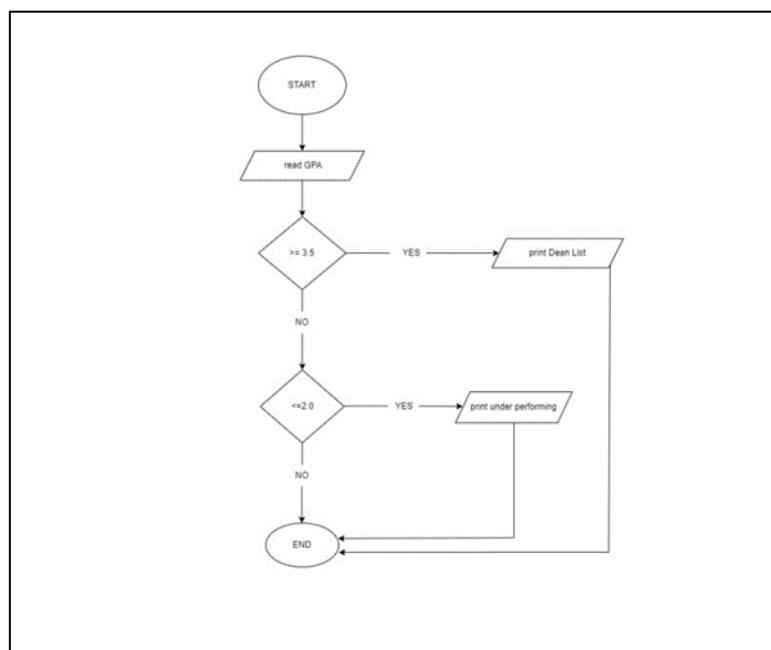 START
read GPA
>= 3.5
YES
print Dean List
NO
<=2.0
YES
print under performing
NO
END